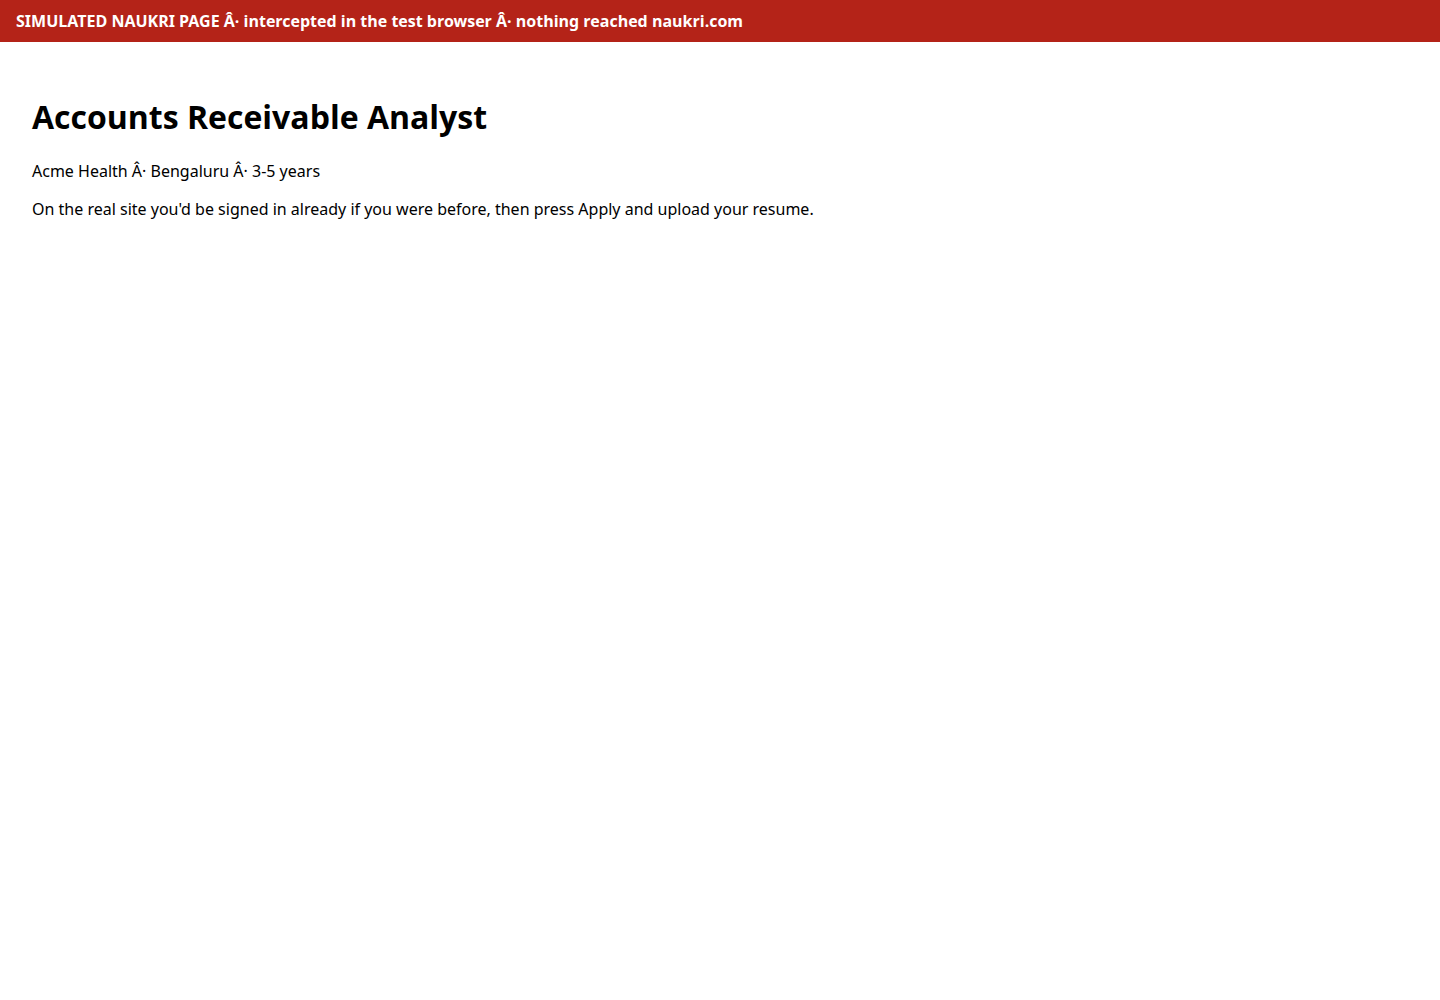 SIMULATED NAUKRI PAGE Â· intercepted in the test browser Â· nothing reached naukri.com
Accounts Receivable Analyst
Acme Health Â· Bengaluru Â· 3-5 years
On the real site you'd be signed in already if you were before, then press Apply and upload your resume.